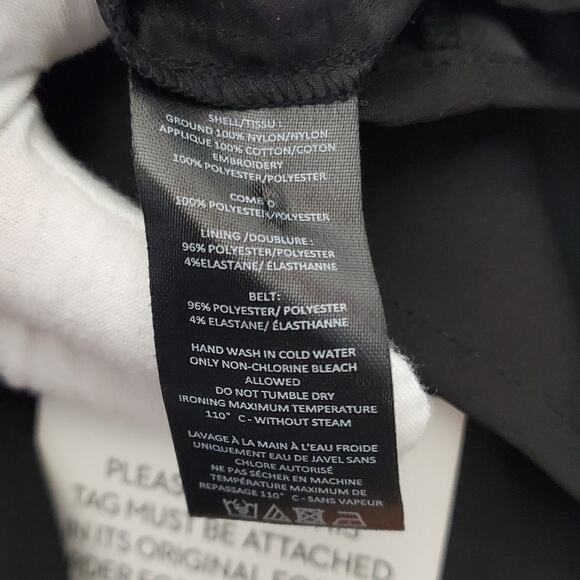 SHELL/TISSU :
GROUND 100% NYLON/NYLON
APPLIQUE 100% COTTON/COTON
EMBROIDERY
100% POLYESTER/POLYESTER
COMBO
100% POLYESTER/POLYESTER
LINING /DOUBLURE :
96% POLYESTER/POLYESTER
4%ELASTANE/ ÉLASTHANNE
BELT:
96% POLYESTER/ POLYESTER
4% ELASTANE/ ÉLASTHANNE
HAND WASH IN COLD WATER
ONLY NON-CHLORINE BLEACH
ALLOWED
DO NOT TUMBLE DRY
IRONING MAXIMUM TEMPERATURE
110° C - WITHOUT STEAM
LAVAGE À LA MAIN À L'EAU FROIDE
UNIQUEMENT EAU DE JAVEL SANS
CHLORE AUTORISÉ
NE PAS SÉCHER EN MACHINE
TEMPÉRATURE MAXIMUM DE
REPASSAGE 110° C - SANS VAPEUR
PLEAS
TAG MUST BE ATTACHED
IN ITS ORIGINAL